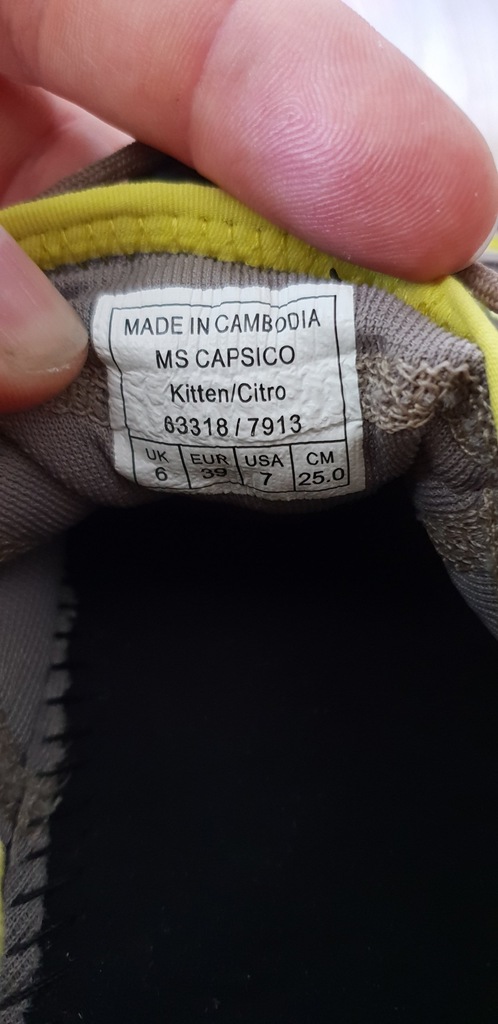 MADE IN CAMBODIA
MS CAPSICO
Kitten/Citro
63318 / 7913
UK EUR USA CM
6 39 7 25.0